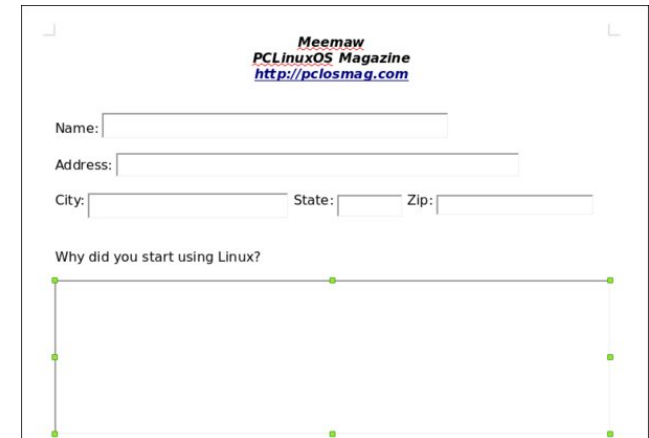 Meemaw
PCLinuxOS Magazine
http://pclosmag.com
Name:
Address:
City: State: Zip:
Why did you start using Linux?